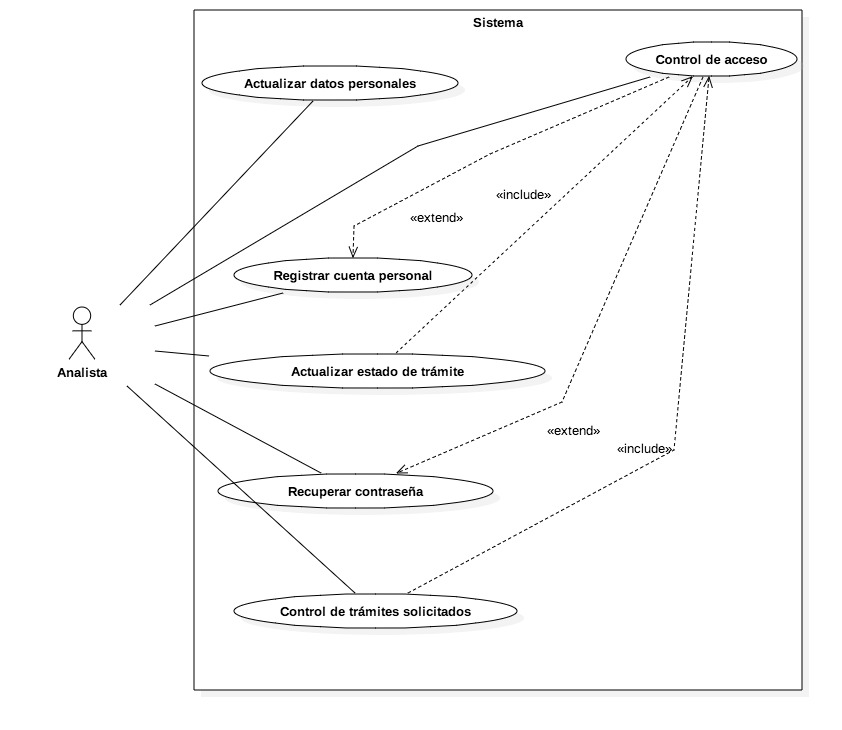 Sistema
Control de acceso
Actualizar datos personales
«include»
«extend»
Registrar cuenta personal
Analista
Actualizar estado de trámite
«extend»
«include»
Recuperar contraseña
Control de trámites solicitados